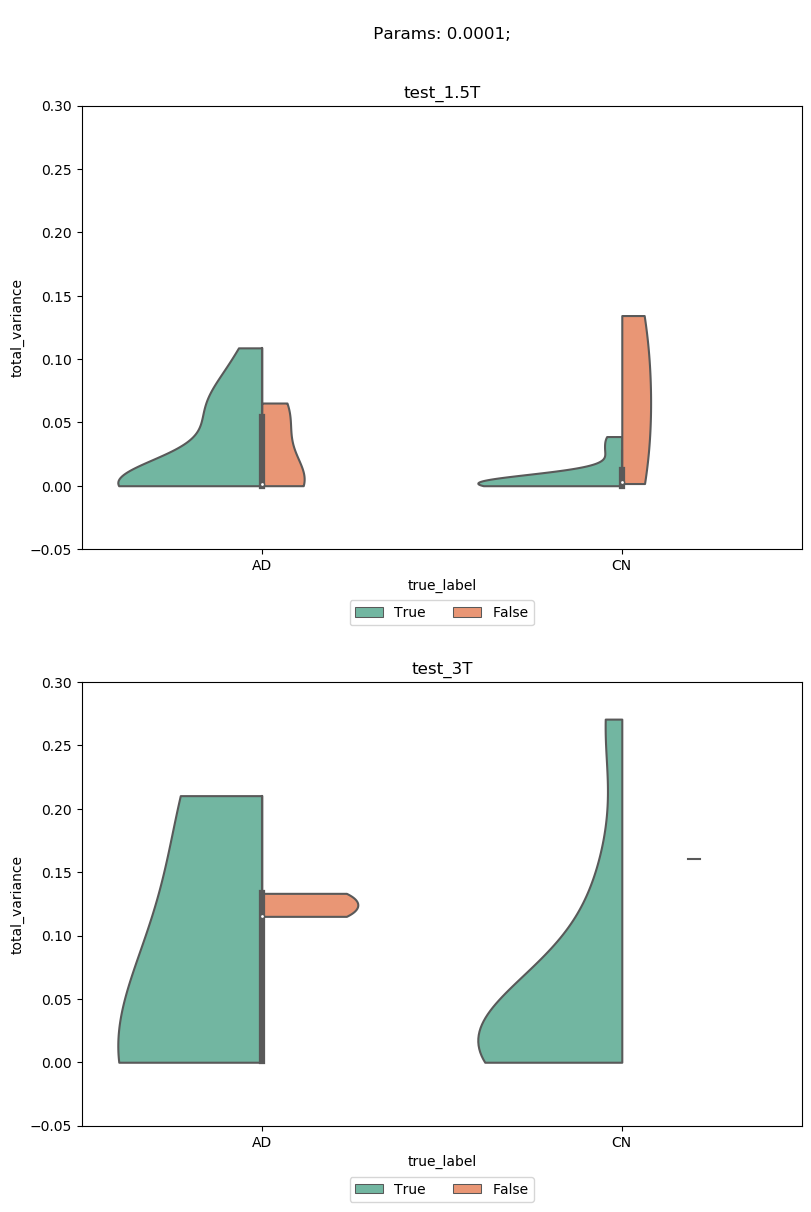 Params: 0.0001;
test_1.5T
0.30
0.25
0.20
0.15
0.10
0.05
0.00
−0.05
total_variance
AD CN
true_label
True False
test_3T
0.30
0.25
0.20
0.15
0.10
0.05
0.00
−0.05
total_variance
AD CN
true_label
True False